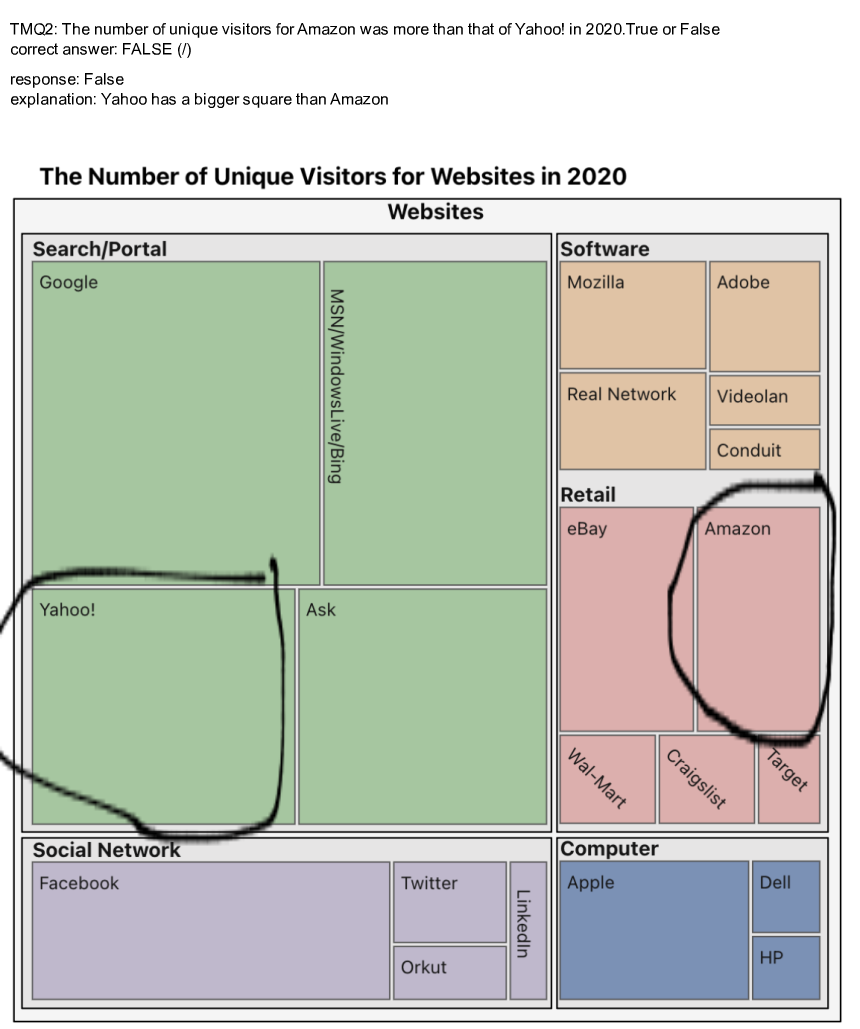 TMQ2: The number of unique visitors for Amazon was more than that of Yahoo! in 2020.True or False
correct answer: FALSE (/)
response: False
explanation: Yahoo has a bigger square than Amazon
The Number of Unique Visitors for Websites in 2020
Websites
Search/Portal
Google
MSN/WindowsLive/Bing
Yahoo!
Ask
Software
Mozilla
Adobe
Real Network
Videolan
Conduit
Retail
eBay
Amazon
Wal-Mart
Craigslist
Target
Social Network
Facebook
Twitter
Orkut
LinkedIn
Computer
Apple
Dell
HP